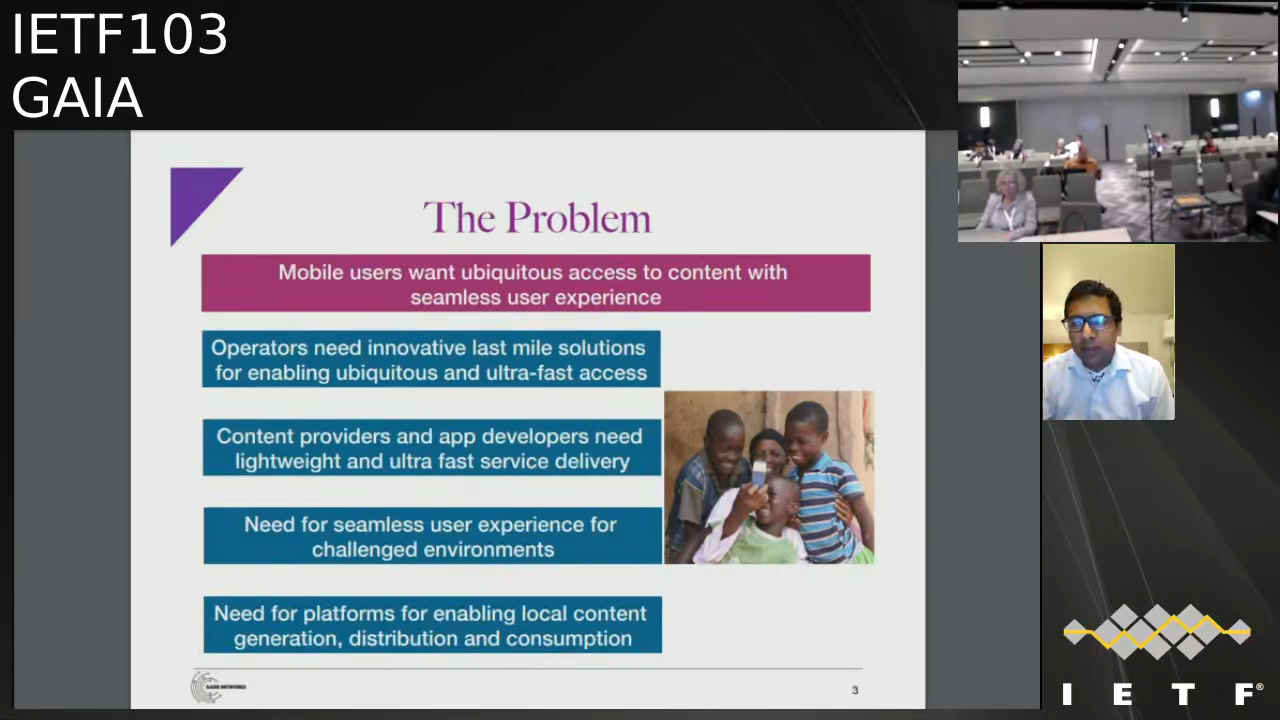 IETF103
GAIA
The Problem
Mobile users want ubiquitous access to content with
seamless user experience
Operators need innovative last mile solutions
for enabling ubiquitous and ultra-fast access
Content providers and app developers need
lightweight and ultra fast service delivery
Need for seamless user experience for
challenged environments
Need for platforms for enabling local content
generation, distribution and consumption
3
I E T F®